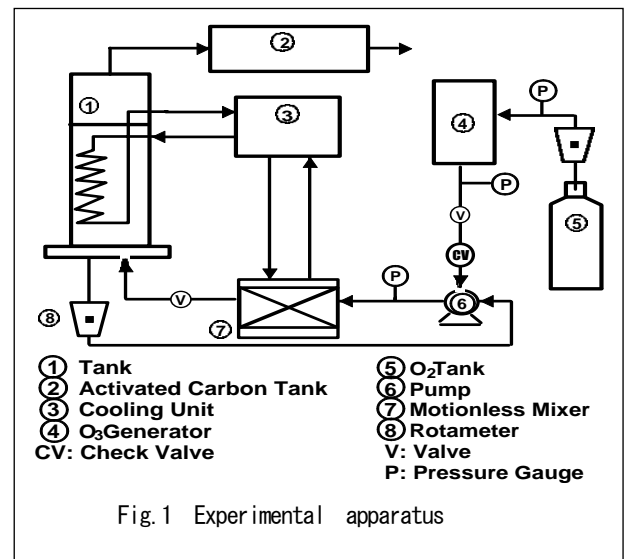 ②
P
①
③
④
P
⑤
V
CV
P
V
⑥
⑧
⑦
① Tank
② Activated Carbon Tank
③ Cooling Unit
④ O₃Generator
CV: Check Valve
⑤ O₂Tank
⑥ Pump
⑦ Motionless Mixer
⑧ Rotameter
V: Valve
P: Pressure Gauge
Fig.1 Experimental apparatus